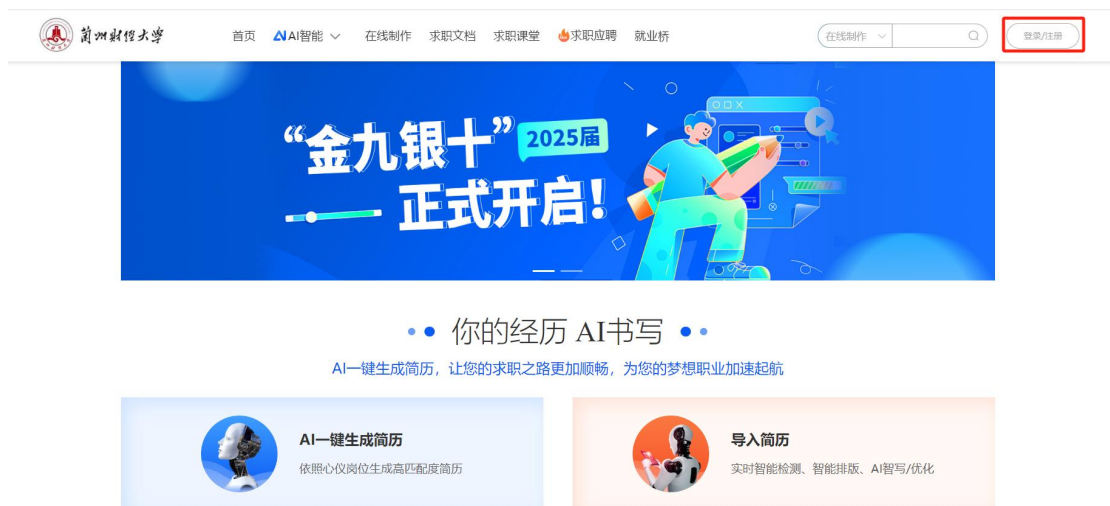 兰州财经大学 首页 AI智能 在线制作 求职文档 求职课堂 求职应聘 就业桥 在线制作 登录/注册
“金九银十” 2025届
正式开启!
你的经历 AI书写
AI一键生成简历，让您的求职之路更加顺畅，为您的梦想职业加速起航
AI一键生成简历 导入简历
依照心仪岗位生成高匹配度简历 实时智能检测、智能排版、AI智写/优化